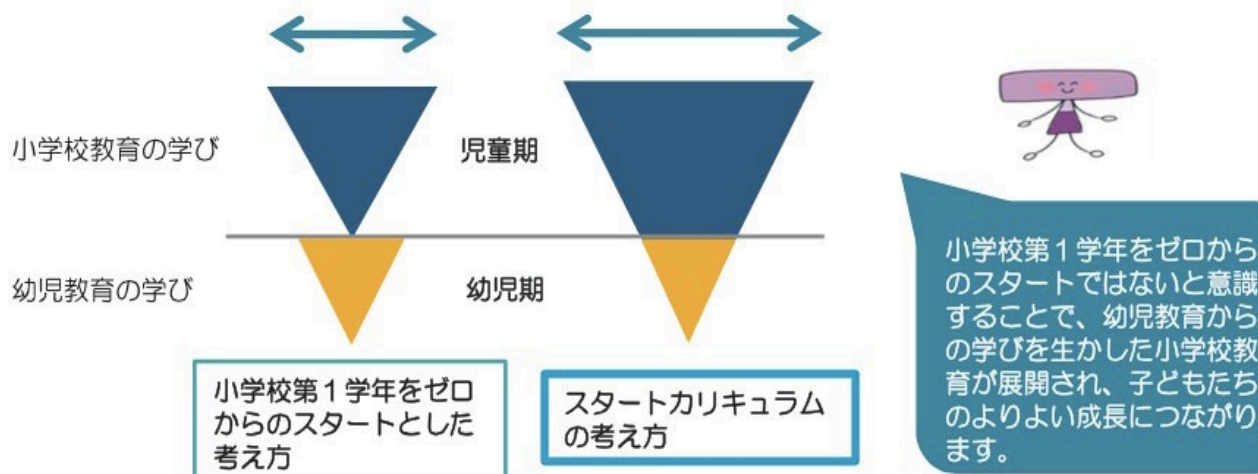 小学校教育の学び
児童期
幼児教育の学び
幼児期
小学校第1学年をゼロ
からのスタートとした
考え方
スタートカリキュラム
の考え方
小学校第1学年をゼロから
のスタートではないと意識
することで、幼児教育から
の学びを生かした小学校教
育が展開され、子どもたち
のよりよい成長につながり
ます。